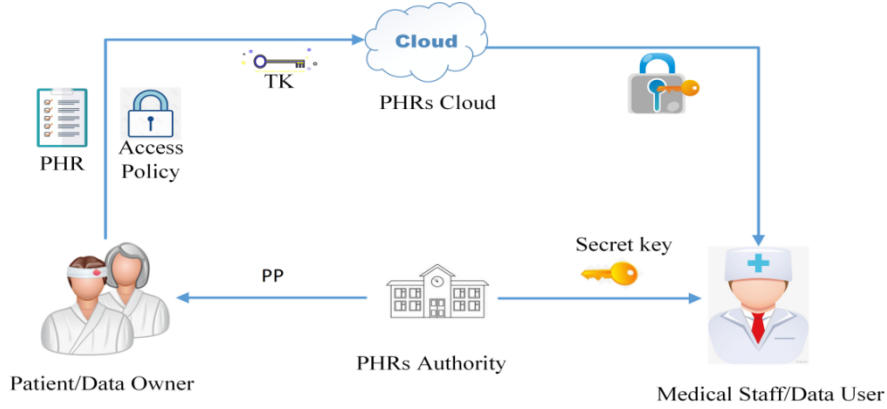 Cloud
TK
PHRs Cloud
PHR
Access
Policy
Secret key
PP
PHRs Authority
Patient/Data Owner
Medical Staff/Data User